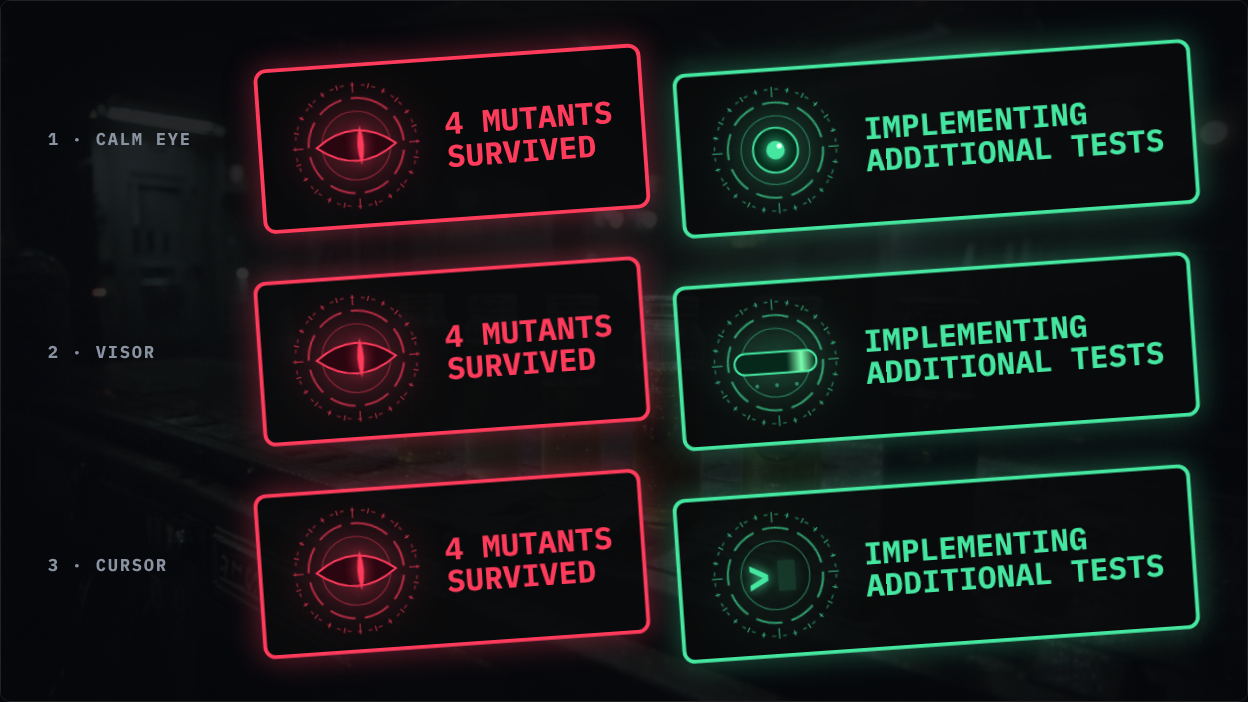 1 · CALM EYE
4 MUTANTS
SURVIVED
IMPLEMENTING
ADDITIONAL TESTS
2 · VISOR
4 MUTANTS
SURVIVED
IMPLEMENTING
ADDITIONAL TESTS
3 · CURSOR
4 MUTANTS
SURVIVED
>
IMPLEMENTING
ADDITIONAL TESTS